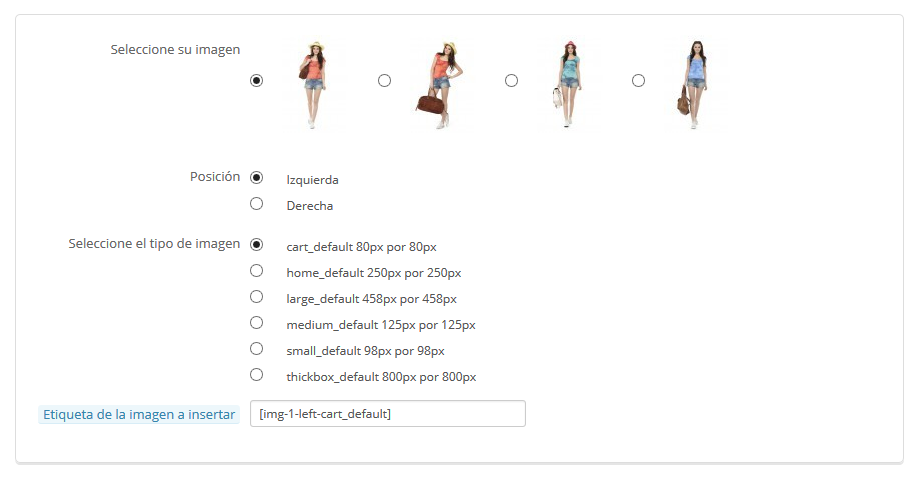 Seleccione su imagen
Posición
Izquierda
Derecha
Seleccione el tipo de imagen
cart_default 80px por 80px
home_default 250px por 250px
large_default 458px por 458px
medium_default 125px por 125px
small_default 98px por 98px
thickbox_default 800px por 800px
Etiqueta de la imagen a insertar
[img-1-left-cart_default]